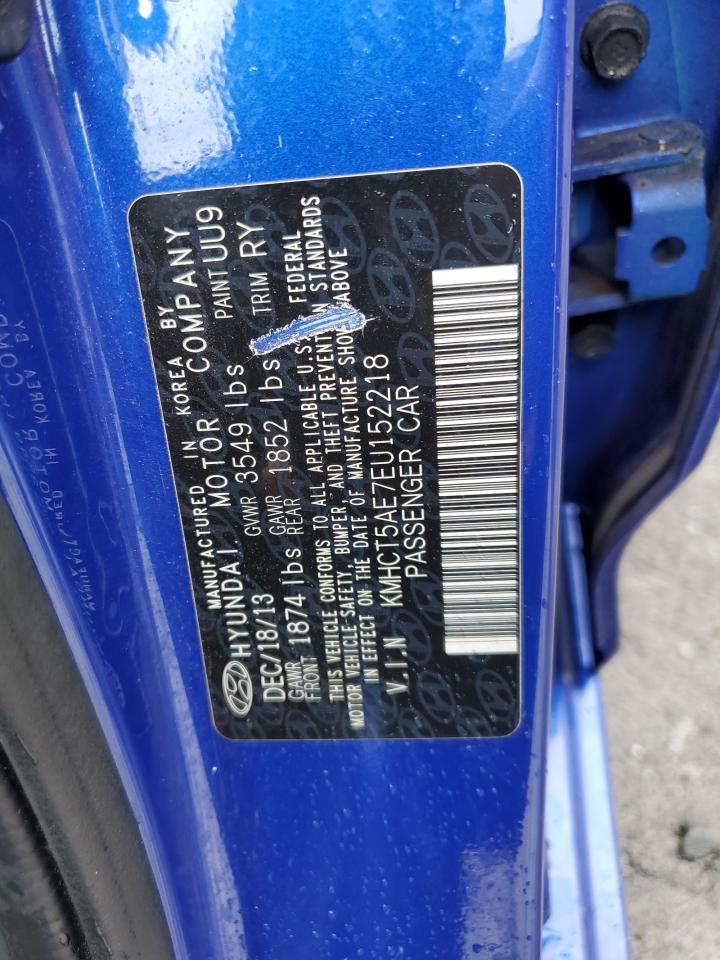 MANUFACTURED IN KOREA BY
HYUNDAI MOTOR COMPANY
DEC/18/13 GVWR 3549 lbs PAINT UU9
GAWR FRONT 1874 lbs GAWR REAR 1852 lbs TRIM RY
THIS VEHICLE CONFORMS TO ALL APPLICABLE U.S. FEDERAL
MOTOR VEHICLE SAFETY, BUMPER, AND THEFT PREVENTION STANDARDS
IN EFFECT ON THE DATE OF MANUFACTURE SHOWN ABOVE
V.I.N KMHCT5AE7EU152218
PASSENGER CAR